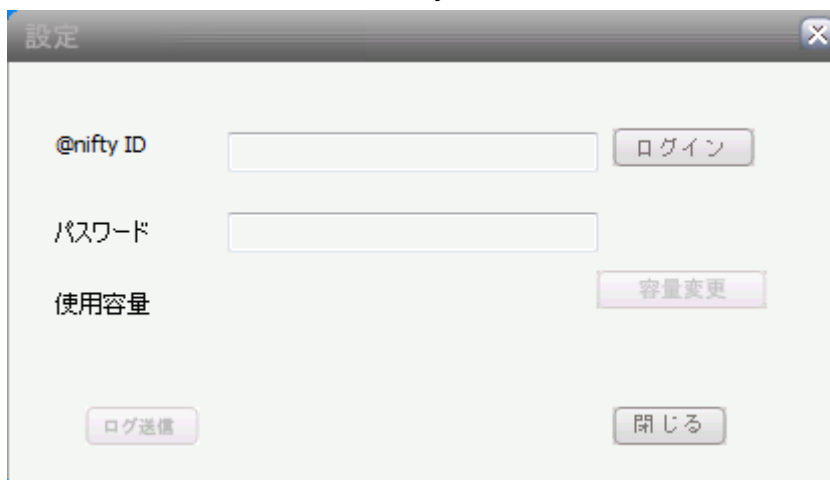 設定
@nifty ID
ログイン
パスワード
使用容量
容量変更
ログ送信
閉じる